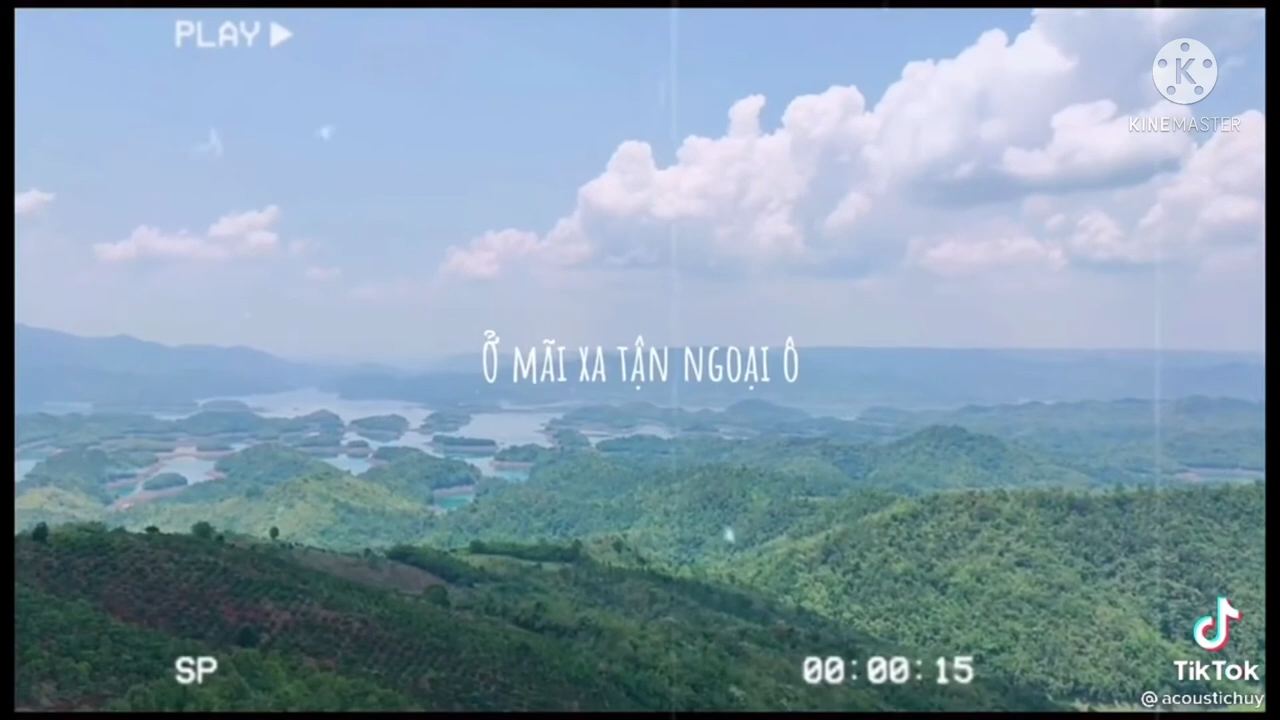 PLAY
KINEMASTER
Ở MÃI XA TẬN NGOẠI Ô
SP
00:00:15
TikTok
@acoustichuy